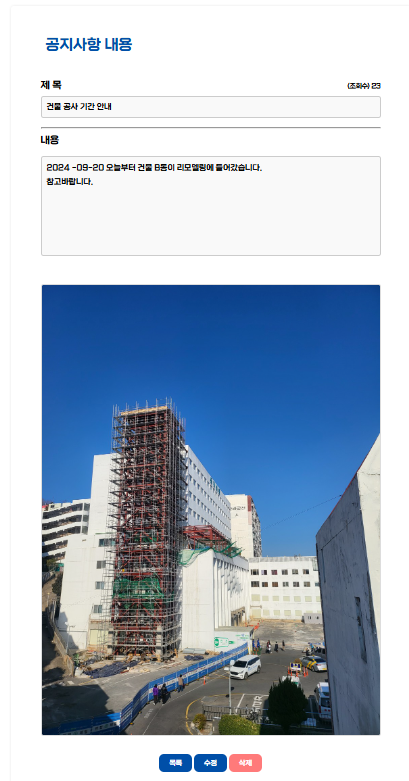 공지사항 내용
제 목
(조회수) 23
건물 공사 기간 안내
내용
2024 -09-20 오늘부터 건물 B동이 리모델링에 들어갔습니다.
참고바랍니다.
목록
수정
삭제